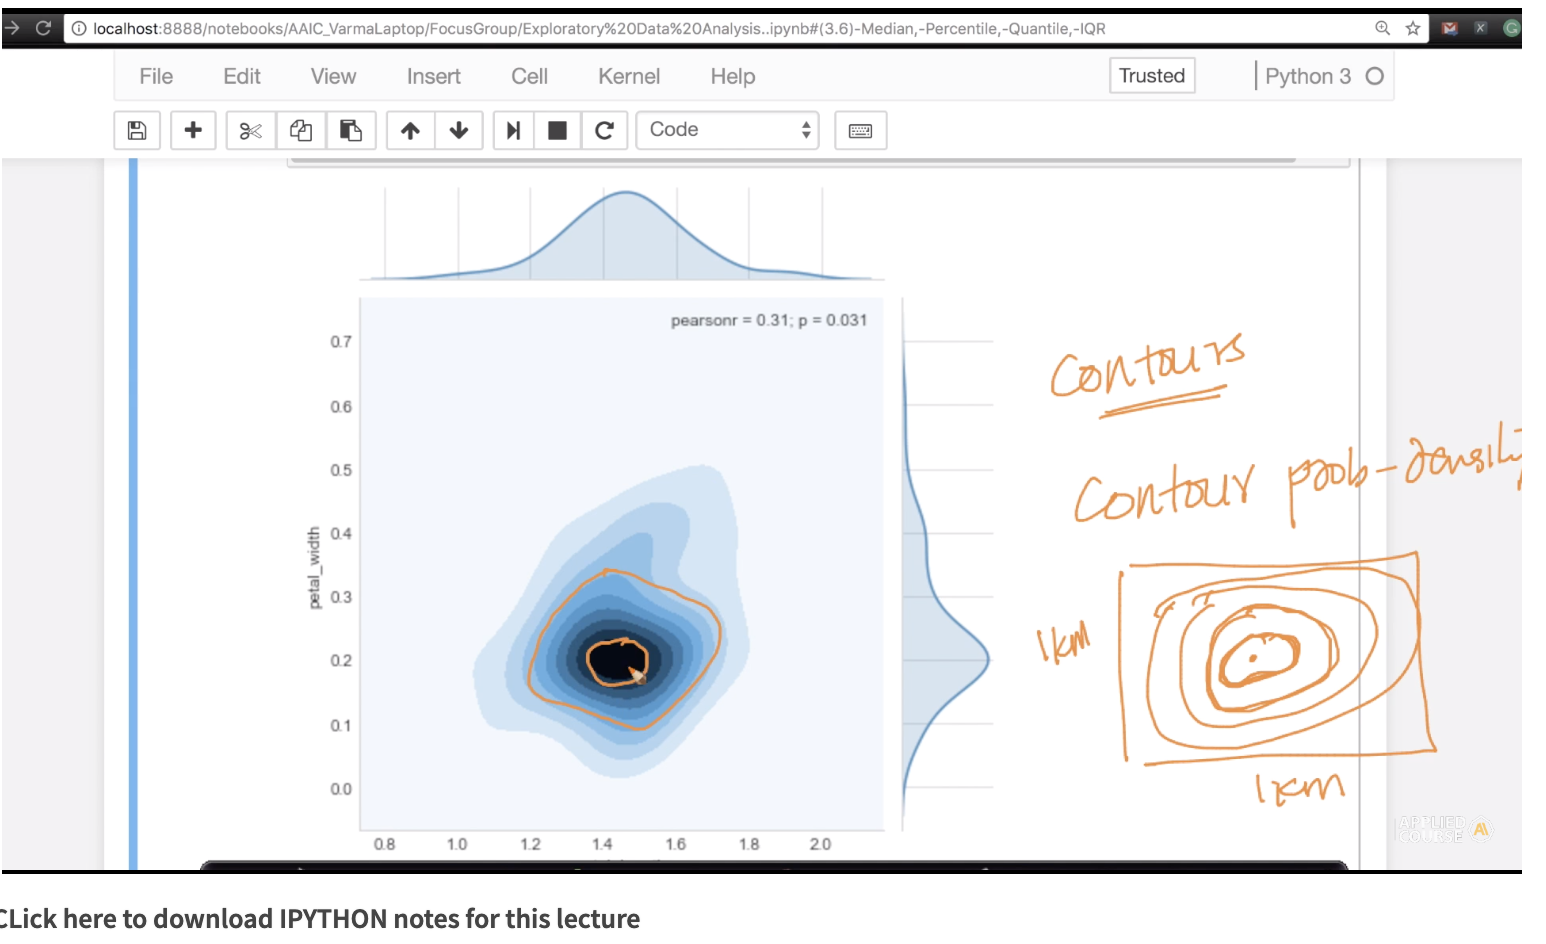 localhost:8888/notebooks/AAIC_VarmaLaptop/FocusGroup/Exploratory%20Data%20Analysis..ipynb#(3.6)-Median,-Percentile,-Quantile,-IQR
File Edit View Insert Cell Kernel Help Trusted Python 3
Code
pearsonr = 0.31; p = 0.031
0.7
0.6
0.5
0.4
0.3
0.2
0.1
0.0
petal_width
0.8 1.0 1.2 1.4 1.6 1.8 2.0
Contours
Contour prob-density
1km
1km
APPLIED
COURSE
CLick here to download IPYTHON notes for this lecture